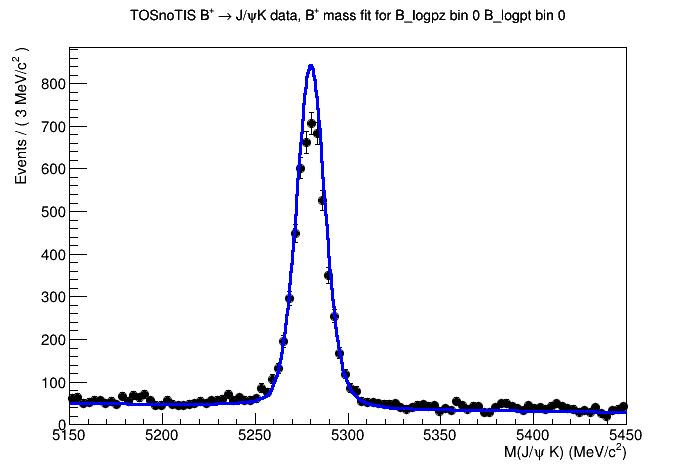 TOSnoTIS B⁺ → J/ψK data, B⁺ mass fit for B_logpz bin 0 B_logpt bin 0
Events / ( 3 MeV/c² )
800
700
600
500
400
300
200
100
0
5150 5200 5250 5300 5350 5400 5450
M(J/ψ K) (MeV/c²)